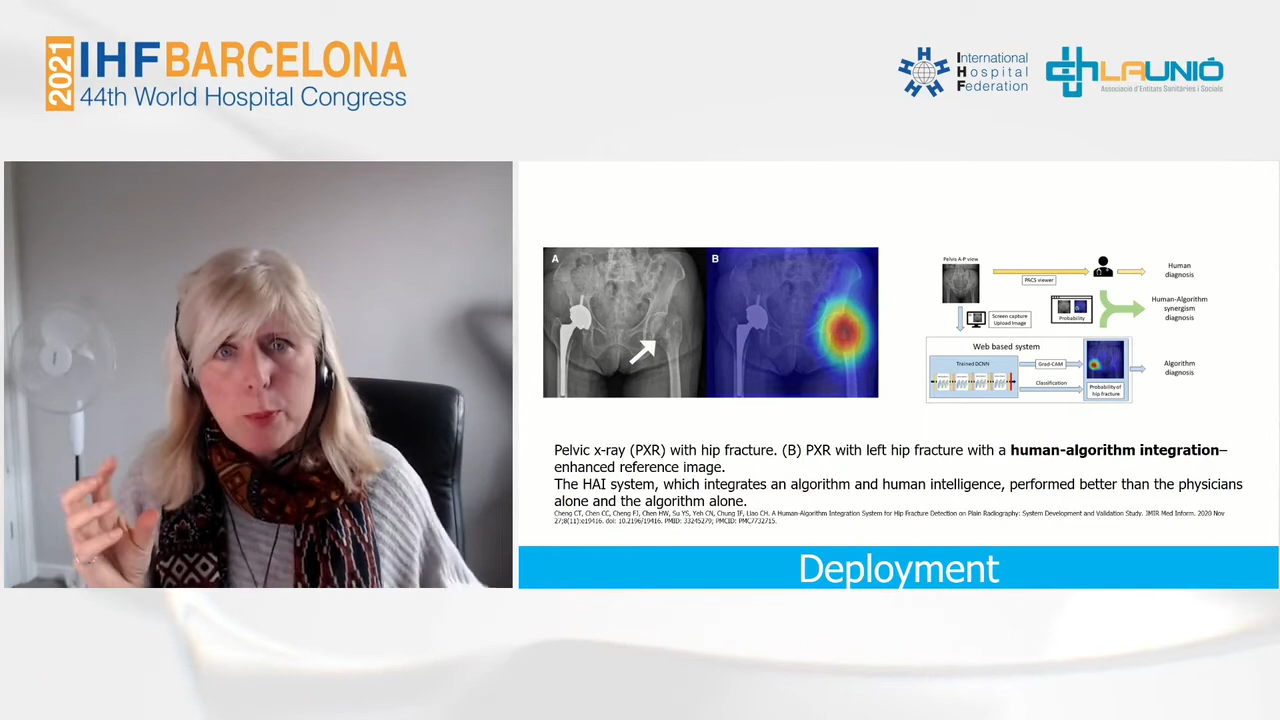 2021
IHF BARCELONA
44th World Hospital Congress
International
Hospital
Federation
LAUNIÓ
Associació d'Entitats Sanitàries i Socials
A
B
Pelvis A-P view
PACS viewer
Human
diagnosis
Screen capture
Upload Image
Probability
Human-Algorithm
synergism
diagnosis
Web based system
Trained DCNN
Grad-CAM
Classification
Probability of
hip fracture
Algorithm
diagnosis
Pelvic x-ray (PXR) with hip fracture. (B) PXR with left hip fracture with a human-algorithm integration–
enhanced reference image.
The HAI system, which integrates an algorithm and human intelligence, performed better than the physicians
alone and the algorithm alone.
Cheng CT, Chen CC, Cheng FJ, Chen HW, Su YS, Yeh CN, Chung IF, Liao CH. A Human-Algorithm Integration System for Hip Fracture Detection on Plain Radiography: System Development and Validation Study. JMIR Med Inform. 2020 Nov
27;8(11):e19416. doi: 10.2196/19416. PMID: 33245279; PMCID: PMC7732715.
Deployment